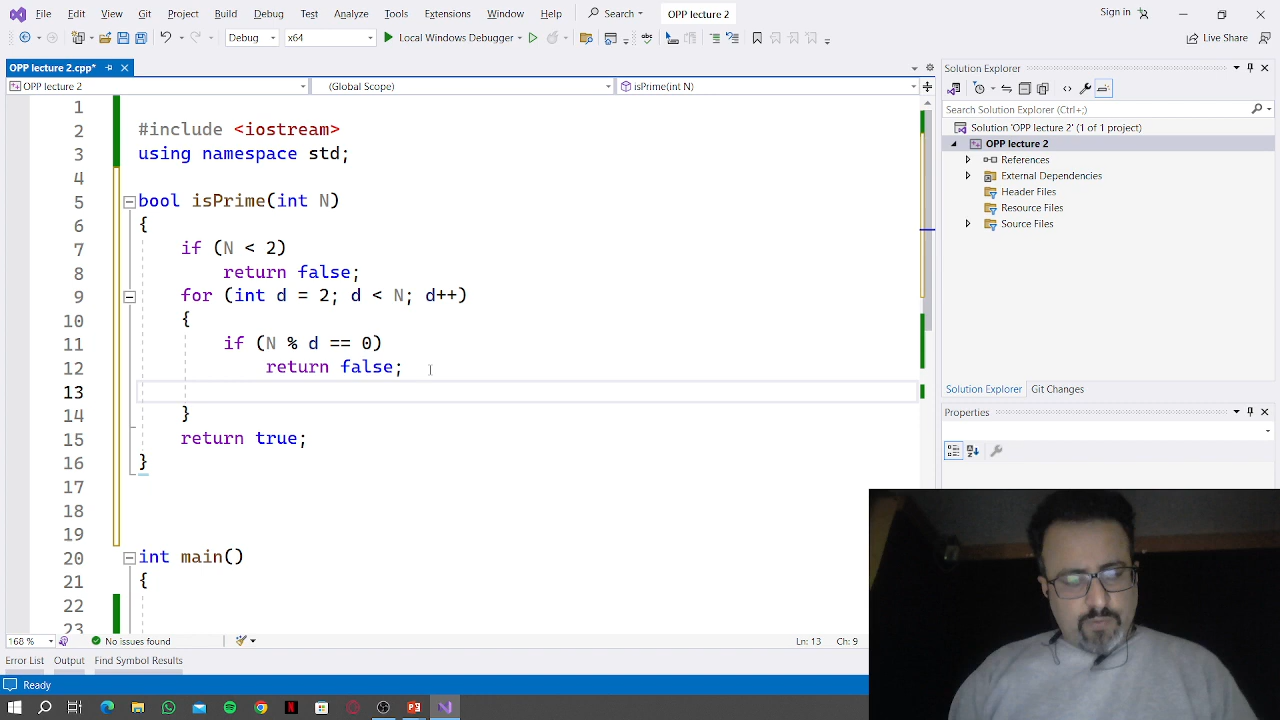 File Edit View Git Project Build Debug Test Analyze Tools Extensions Window Help Search OPP lecture 2 Sign in
Debug x64 Local Windows Debugger Live Share
OPP lecture 2.cpp*
OPP lecture 2 (Global Scope) isPrime(int N)
1
2 #include <iostream>
3 using namespace std;
4
5 bool isPrime(int N)
6 {
7 if (N < 2)
8 return false;
9 for (int d = 2; d < N; d++)
10 {
11 if (N % d == 0)
12 return false;
13
14 }
15 return true;
16 }
17
18
19
20 int main()
21 {
22
23
168 % No issues found Ln: 13 Ch: 9
Error List Output Find Symbol Results
Ready
Solution Explorer
Search Solution Explorer (Ctrl+;)
Solution 'OPP lecture 2' (1 of 1 project)
OPP lecture 2
References
External Dependencies
Header Files
Resource Files
Source Files
Solution Explorer Git Changes
Properties